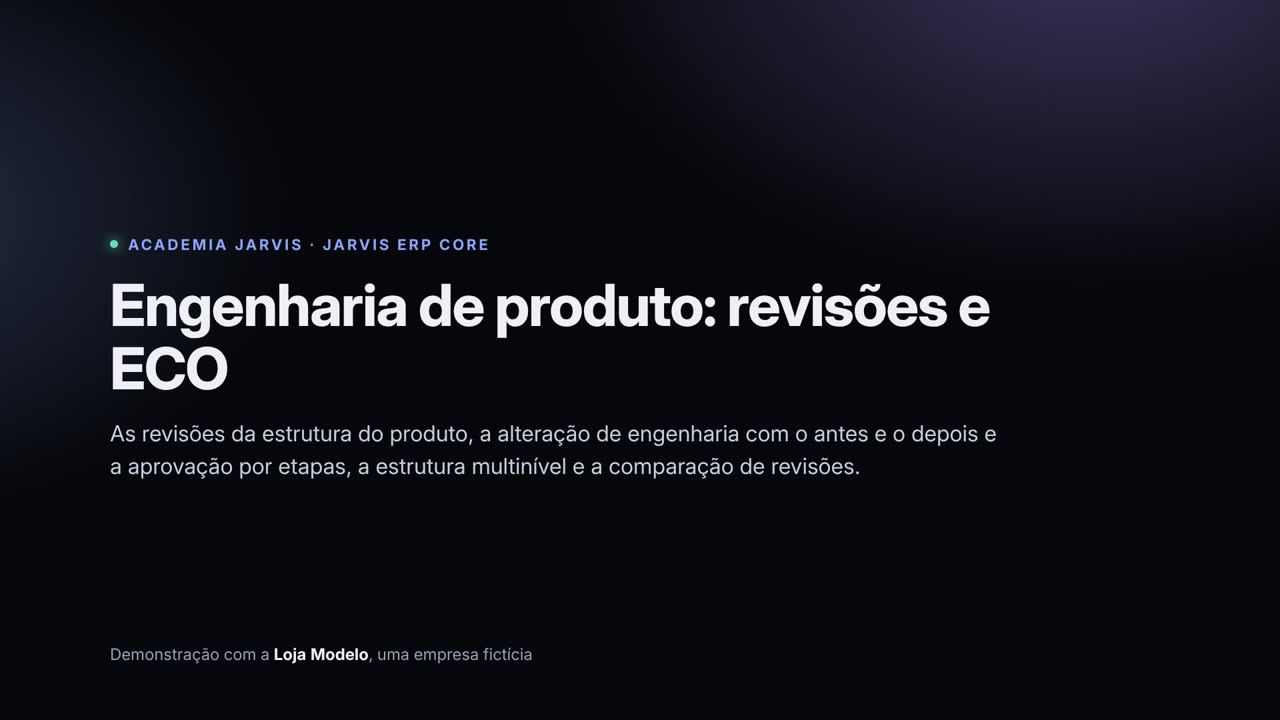 ACADEMIA JARVIS · JARVIS ERP CORE
Engenharia de produto: revisões e
ECO
As revisões da estrutura do produto, a alteração de engenharia com o antes e o depois e
a aprovação por etapas, a estrutura multinível e a comparação de revisões.
Demonstração com a Loja Modelo, uma empresa fictícia